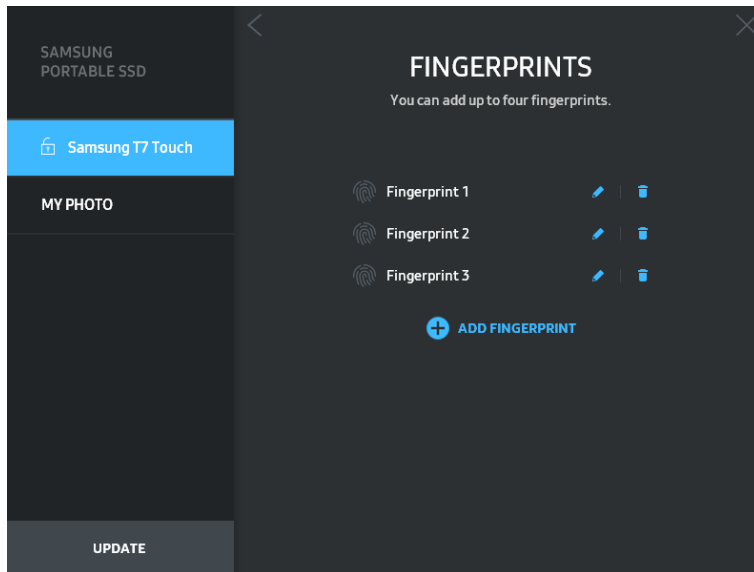 SAMSUNG
PORTABLE SSD
Samsung T7 Touch
MY PHOTO
UPDATE
FINGERPRINTS
You can add up to four fingerprints.
Fingerprint 1
Fingerprint 2
Fingerprint 3
ADD FINGERPRINT